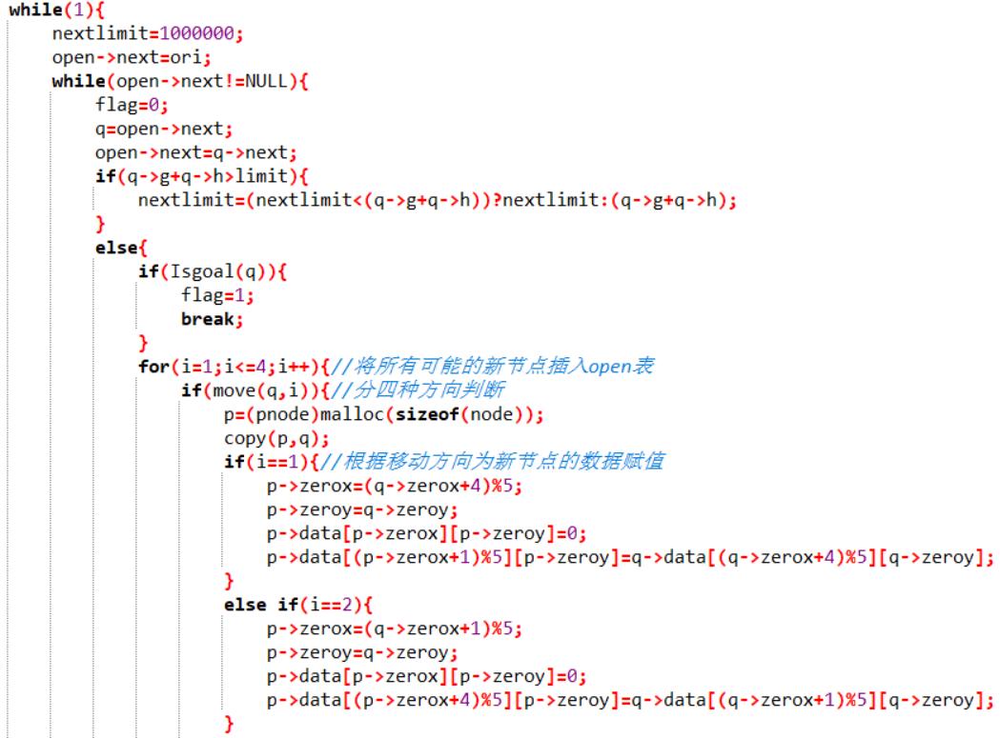 while(1){
    nextlimit=1000000;
    open->next=ori;
    while(open->next!=NULL){
        flag=0;
        q=open->next;
        open->next=q->next;
        if(q->g+q->h>limit){
            nextlimit=(nextlimit<(q->g+q->h))?nextlimit:(q->g+q->h);
        }
        else{
            if(Isgoal(q)){
                flag=1;
                break;
            }
            for(i=1;i<=4;i++){//将所有可能的新节点插入open表
                if(move(q,i)){//分四种方向判断
                    p=(pnode)malloc(sizeof(node));
                    copy(p,q);
                    if(i==1){//根据移动方向为新节点的数据赋值
                        p->zerox=(q->zerox+4)%5;
                        p->zeroy=q->zeroy;
                        p->data[p->zerox][p->zeroy]=0;
                        p->data[(p->zerox+1)%5][p->zeroy]=q->data[(q->zerox+4)%5][q->zeroy];
                    }
                    else if(i==2){
                        p->zerox=(q->zerox+1)%5;
                        p->zeroy=q->zeroy;
                        p->data[p->zerox][p->zeroy]=0;
                        p->data[(p->zerox+4)%5][p->zeroy]=q->data[(q->zerox+1)%5][q->zeroy];
                    }